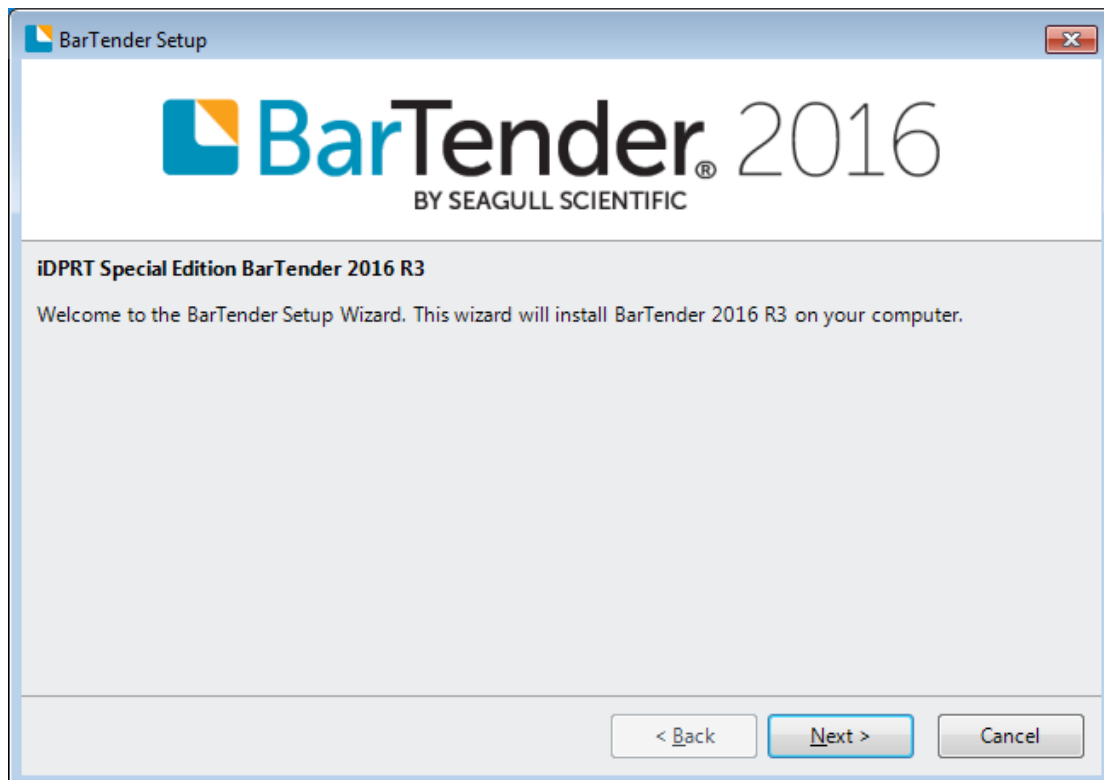 BarTender Setup
BarTender® 2016
BY SEAGULL SCIENTIFIC
iDPRT Special Edition BarTender 2016 R3
Welcome to the BarTender Setup Wizard. This wizard will install BarTender 2016 R3 on your computer.
< Back Next > Cancel